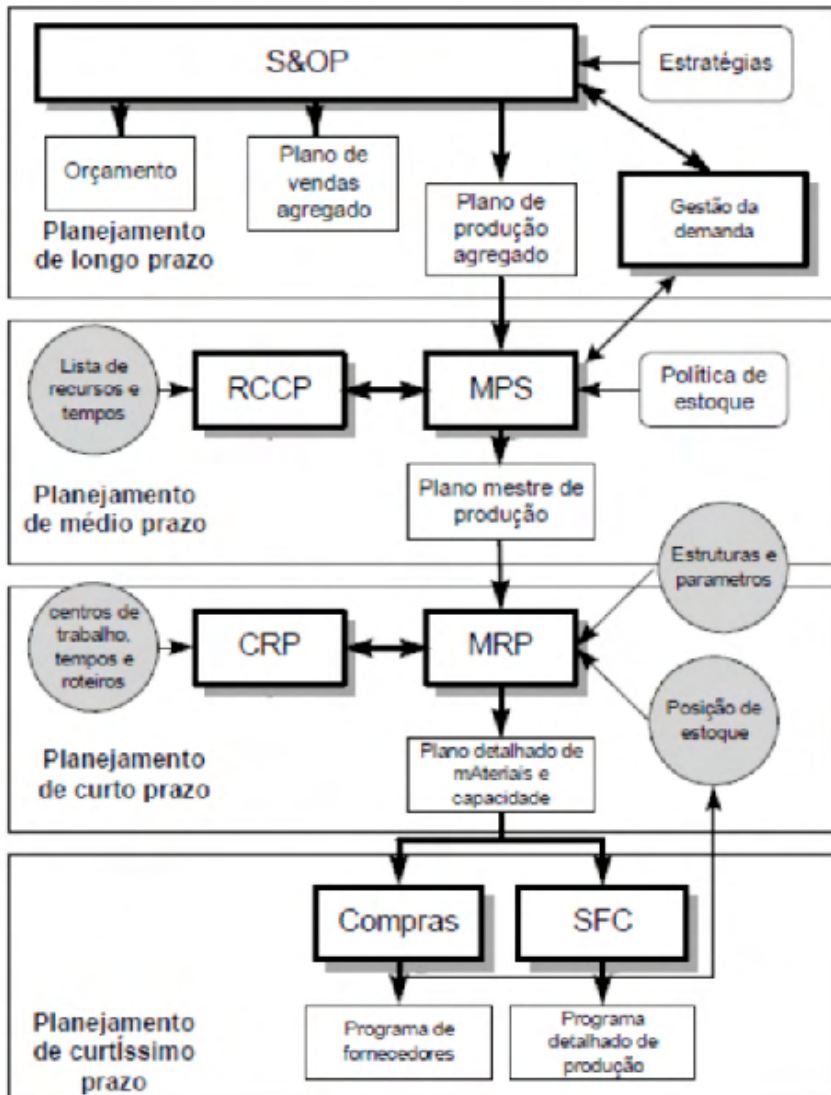 S&OP
Estratégias
Orçamento
Plano de
vendas
agregado
Plano de
produção
agregado
Gestão da
demanda
Planejamento
de longo prazo
Lista de
recursos e
tempos
RCCP
MPS
Política de
estoque
Planejamento
de médio prazo
Plano mestre de
produção
Estruturas e
parametros
centros de
trabalho,
tempos e
roteiros
CRP
MRP
Posição de
estoque
Planejamento
de curto prazo
Plano detalhado de
mAteriais e
capacidade
Compras
SFC
Planejamento
de curtíssimo
prazo
Programa de
fornecedores
Programa
detalhado de
produção